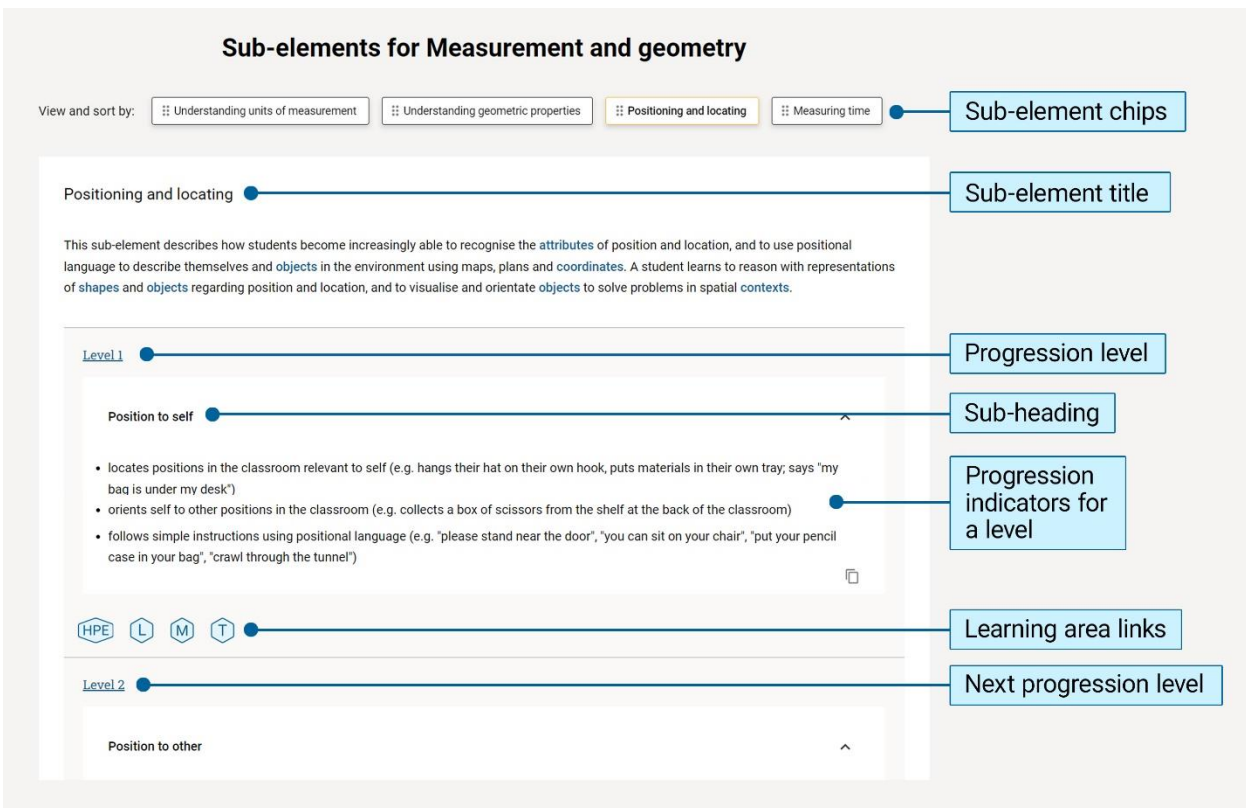 Sub-elements for Measurement and geometry
View and sort by: Understanding units of measurement Understanding geometric properties Positioning and locating Measuring time Sub-element chips
Positioning and locating Sub-element title
This sub-element describes how students become increasingly able to recognise the attributes of position and location, and to use positional
language to describe themselves and objects in the environment using maps, plans and coordinates. A student learns to reason with representations
of shapes and objects regarding position and location, and to visualise and orientate objects to solve problems in spatial contexts.
Level 1 Progression level
Position to self Sub-heading
• locates positions in the classroom relevant to self (e.g. hangs their hat on their own hook, puts materials in their own tray; says "my
bag is under my desk")
• orients self to other positions in the classroom (e.g. collects a box of scissors from the shelf at the back of the classroom)
• follows simple instructions using positional language (e.g. "please stand near the door", "you can sit on your chair", "put your pencil
case in your bag", "crawl through the tunnel")
Progression
indicators for
a level
HPE L M T Learning area links
Level 2 Next progression level
Position to other